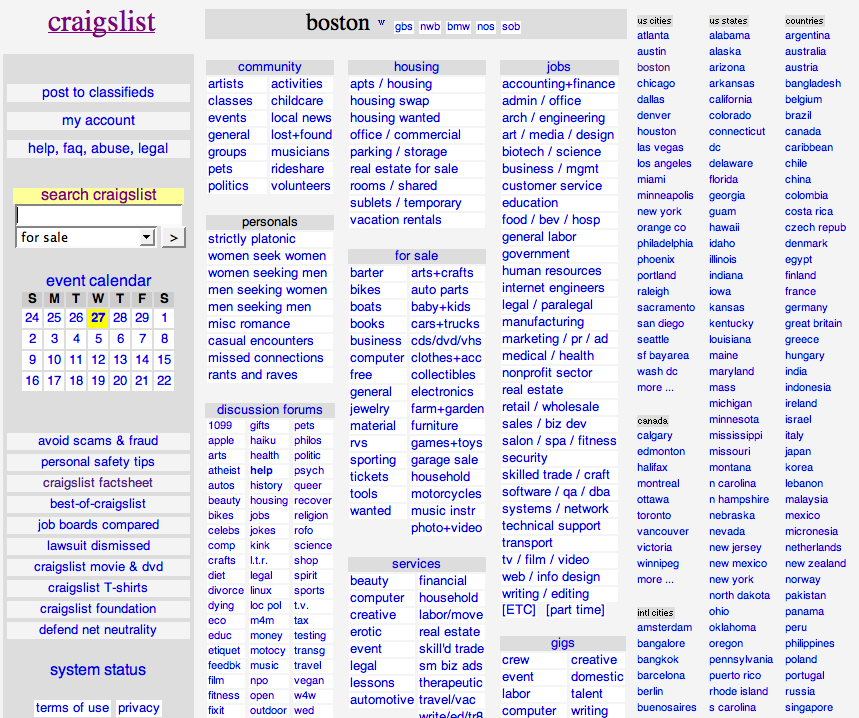 craigslist
post to classifieds
my account
help, faq, abuse, legal
search craigslist
for sale
>
event calendar
S M T W T F S
24 25 26 27 28 29 1
2 3 4 5 6 7 8
9 10 11 12 13 14 15
16 17 18 19 20 21 22
avoid scams & fraud
personal safety tips
craigslist factsheet
best-of-craigslist
job boards compared
lawsuit dismissed
craigslist movie & dvd
craigslist T-shirts
craigslist foundation
defend net neutrality
system status
terms of use privacy
boston w gbs nwb bmw nos sob
community
artists activities
classes childcare
events local news
general lost+found
groups musicians
pets rideshare
politics volunteers
personals
strictly platonic
women seek women
women seeking men
men seeking women
men seeking men
misc romance
casual encounters
missed connections
rants and raves
discussion forums
1099 gifts pets
apple haiku philos
arts health politic
atheist help psych
autos history queer
beauty housing recover
bikes jobs religion
celebs jokes rofo
comp kink science
crafts l.t.r. shop
diet legal spirit
divorce linux sports
dying loc pol t.v.
eco m4m tax
educ money testing
etiquet motocy transg
feedbk music travel
film npo vegan
fitness open w4w
fixit outdoor wed
housing
apts / housing
housing swap
housing wanted
office / commercial
parking / storage
real estate for sale
rooms / shared
sublets / temporary
vacation rentals
for sale
barter arts+crafts
bikes auto parts
boats baby+kids
books cars+trucks
business cds/dvd/vhs
computer clothes+acc
free collectibles
general electronics
jewelry farm+garden
material furniture
rvs games+toys
sporting garage sale
tickets household
tools motorcycles
wanted music instr
photo+video
services
beauty financial
computer household
creative labor/move
erotic real estate
event skill'd trade
legal sm biz ads
lessons therapeutic
automotive travel/vac
write/ed/tr8
jobs
accounting+finance
admin / office
arch / engineering
art / media / design
biotech / science
business / mgmt
customer service
education
food / bev / hosp
general labor
government
human resources
internet engineers
legal / paralegal
manufacturing
marketing / pr / ad
medical / health
nonprofit sector
real estate
retail / wholesale
sales / biz dev
salon / spa / fitness
security
skilled trade / craft
software / qa / dba
systems / network
technical support
transport
tv / film / video
web / info design
writing / editing
[ETC] [part time]
gigs
crew creative
event domestic
labor talent
computer writing
us cities
atlanta
austin
boston
chicago
dallas
denver
houston
las vegas
los angeles
miami
minneapolis
new york
orange co
philadelphia
phoenix
portland
raleigh
sacramento
san diego
seattle
sf bayarea
wash dc
more ...
canada
calgary
edmonton
halifax
montreal
ottawa
toronto
vancouver
victoria
winnipeg
more ...
intl cities
amsterdam
bangalore
bangkok
barcelona
berlin
buenosaires
us states
alabama
alaska
arizona
arkansas
california
colorado
connecticut
dc
delaware
florida
georgia
guam
hawaii
idaho
illinois
indiana
iowa
kansas
kentucky
louisiana
maine
maryland
mass
michigan
minnesota
mississippi
missouri
montana
n carolina
n hampshire
nebraska
nevada
new jersey
new mexico
new york
north dakota
ohio
oklahoma
oregon
pennsylvania
puerto rico
rhode island
s carolina
countries
argentina
australia
austria
bangladesh
belgium
brazil
canada
caribbean
chile
china
colombia
costa rica
czech repub
denmark
egypt
finland
france
germany
great britain
greece
hungary
india
indonesia
ireland
israel
italy
japan
korea
lebanon
malaysia
mexico
micronesia
netherlands
new zealand
norway
pakistan
panama
peru
philippines
poland
portugal
russia
singapore